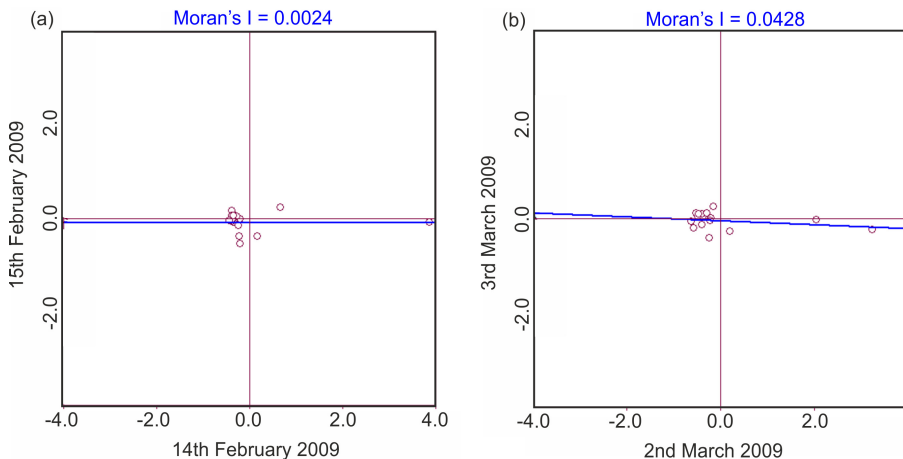 (a)
Moran's I = 0.0024
15th February 2009
2.0
0.0
-2.0
-4.0
-2.0
0.0
2.0
4.0
14th February 2009
(b)
Moran's I = 0.0428
3rd March 2009
2.0
0.0
-2.0
-4.0
-2.0
0.0
2.0
2nd March 2009